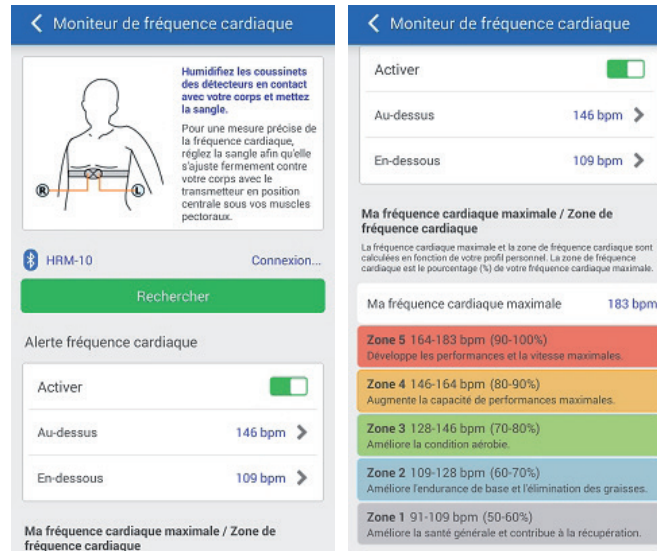 Moniteur de fréquence cardiaque
Humidifiez les coussinets
des détecteurs en contact
avec votre corps et mettez
la sangle.
Pour une mesure précise de
la fréquence cardiaque,
réglez la sangle afin qu'elle
s'ajuste fermement contre
votre corps avec le
transmetteur en position
centrale sous vos muscles
pectoraux.
R
L
HRM-10
Connexion...
Rechercher
Alerte fréquence cardiaque
Activer
Au-dessus 146 bpm
En-dessous 109 bpm
Ma fréquence cardiaque maximale / Zone de
fréquence cardiaque
Moniteur de fréquence cardiaque
Activer
Au-dessus 146 bpm
En-dessous 109 bpm
Ma fréquence cardiaque maximale / Zone de
fréquence cardiaque
La fréquence cardiaque maximale et la zone de fréquence cardiaque sont
calculées en fonction de votre profil personnel. La zone de fréquence
cardiaque est le pourcentage (%) de votre fréquence cardiaque maximale.
Ma fréquence cardiaque maximale 183 bpm
Zone 5 164-183 bpm (90-100%)
Développe les performances et la vitesse maximales.
Zone 4 146-164 bpm (80-90%)
Augmente la capacité de performances maximales.
Zone 3 128-146 bpm (70-80%)
Améliore la condition aérobie.
Zone 2 109-128 bpm (60-70%)
Améliore l'endurance de base et l'élimination des graisses.
Zone 1 91-109 bpm (50-60%)
Améliore la santé générale et contribue à la récupération.